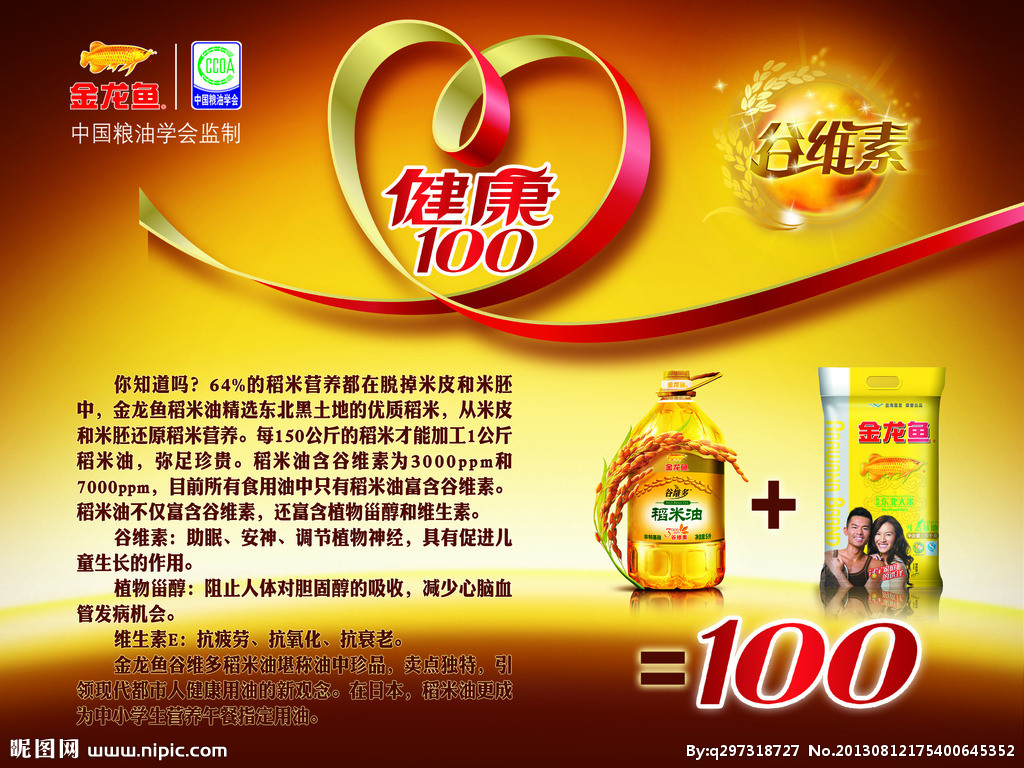 金龙鱼®
CCOA
中国粮油学会
中国粮油学会监制
健康
100
谷维素
你知道吗？64%的稻米营养都在脱掉米皮和米胚
中，金龙鱼稻米油精选东北黑土地的优质稻米，从米皮
和米胚还原稻米营养。每150公斤的稻米才能加工1公斤
稻米油，弥足珍贵。稻米油含谷维素为3000ppm和
7000ppm，目前所有食用油中只有稻米油富含谷维素。
稻米油不仅富含谷维素，还富含植物甾醇和维生素。
谷维素：助眠、安神、调节植物神经，具有促进儿
童生长的作用。
植物甾醇：阻止人体对胆固醇的吸收，减少心脑血
管发病机会。
维生素E：抗疲劳、抗氧化、抗衰老。
金龙鱼谷维多稻米油堪称油中珍品，卖点独特，引
领现代都市人健康用油的新观念。在日本，稻米油更成
为中小学生营养午餐指定用油。
金龙鱼
谷维多
稻米油
谷维素
+
金龙鱼
=100
昵图网 www.nipic.com
By:q297318727 No.20130812175400645352